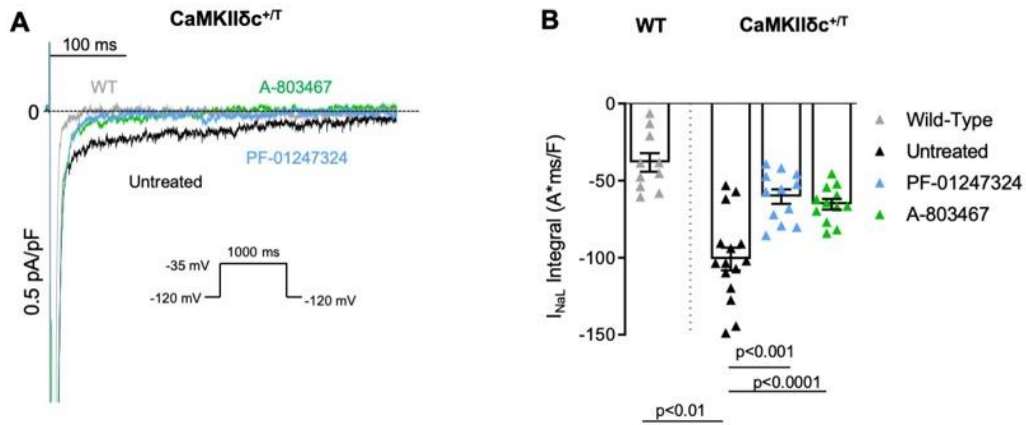 A
CaMKIIδc+/T
100 ms
WT
A-803467
0
PF-01247324
Untreated
0.5 pA/pF
1000 ms
-35 mV
-120 mV
-120 mV
B
WT
CaMKIIδc+/T
0
-50
-100
-150
INaL Integral (A*ms/F)
Wild-Type
Untreated
PF-01247324
A-803467
p<0.001
p<0.0001
p<0.01